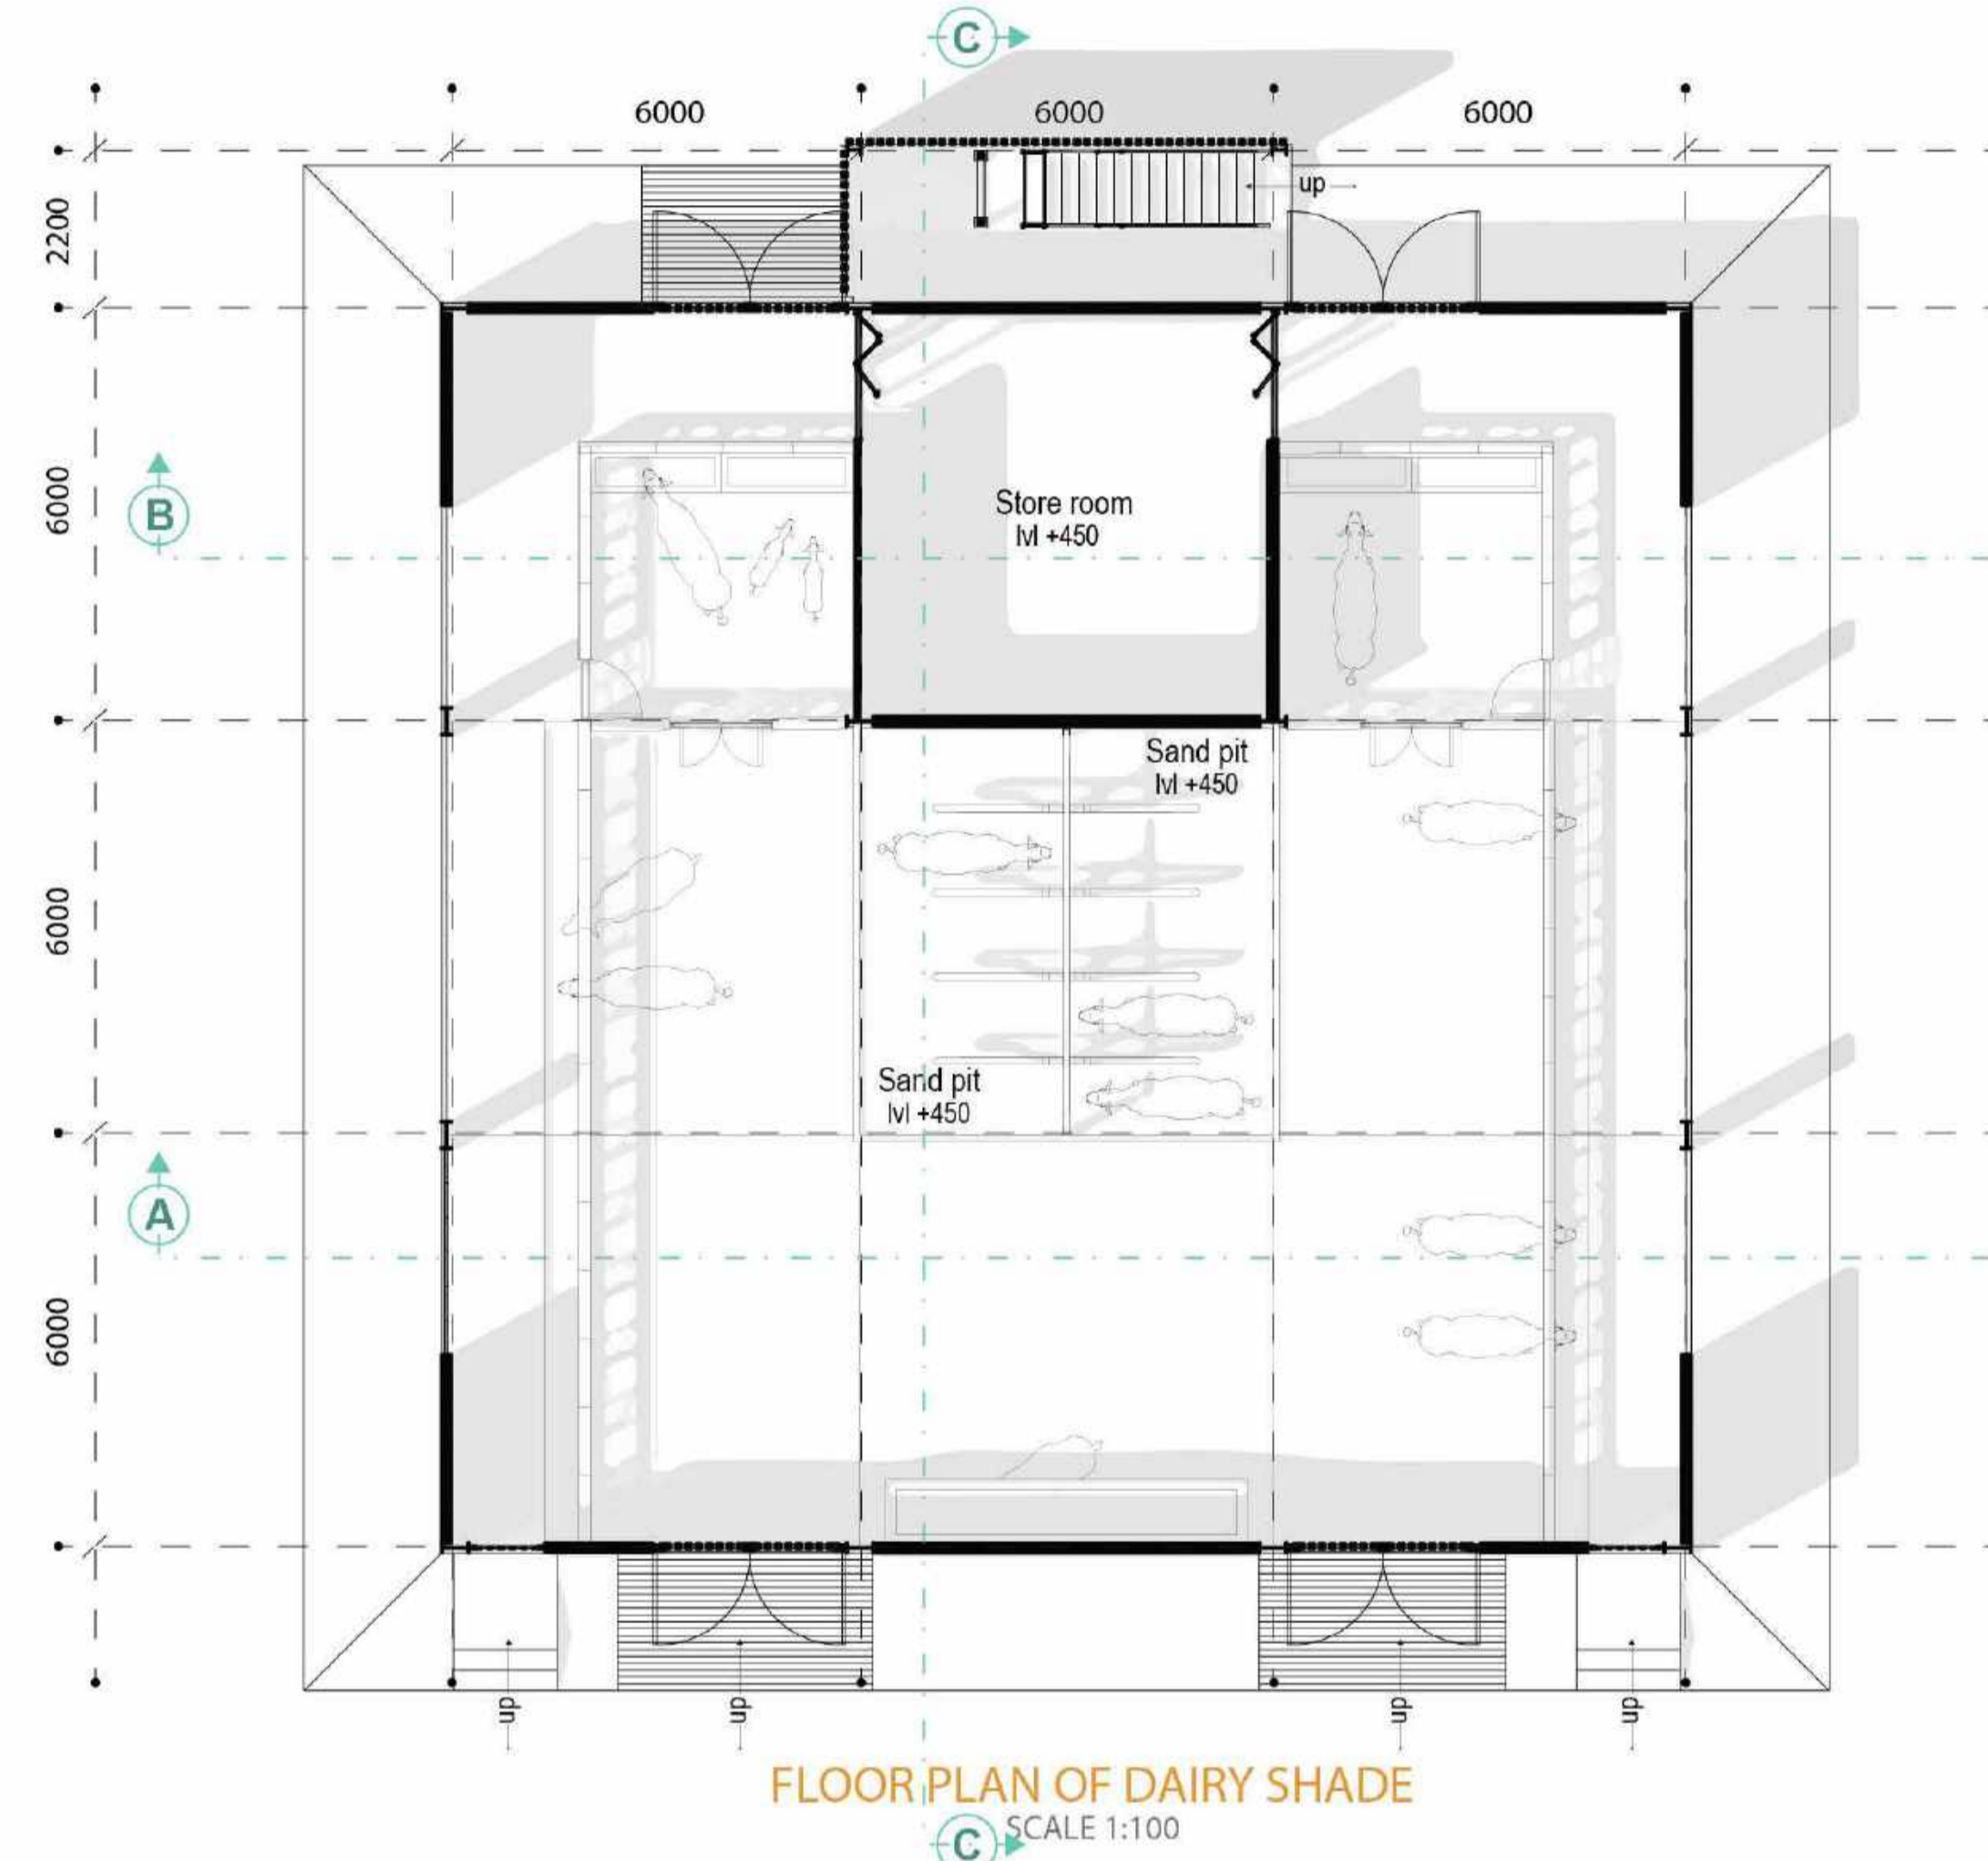 C
6000
6000
6000
up
2200
6000
B
Store room
lvl +450
Sand pit
lvl +450
6000
Sand pit
lvl +450
A
6000
up
up
up
up
FLOOR PLAN OF DAIRY SHADE
SCALE 1:100
C